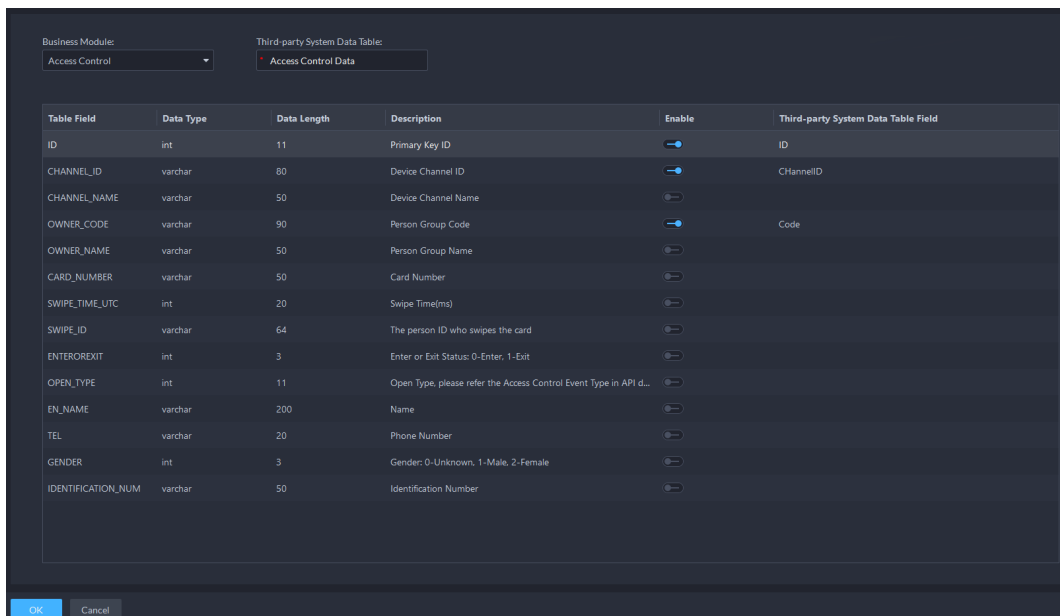 Business Module: Third-party System Data Table:
Access Control * Access Control Data
Table Field Data Type Data Length Description Enable Third-party System Data Table Field
ID int 11 Primary Key ID ID
CHANNEL_ID varchar 80 Device Channel ID CHannelID
CHANNEL_NAME varchar 50 Device Channel Name
OWNER_CODE varchar 90 Person Group Code Code
OWNER_NAME varchar 50 Person Group Name
CARD_NUMBER varchar 50 Card Number
SWIPE_TIME_UTC int 20 Swipe Time(ms)
SWIPE_ID varchar 64 The person ID who swipes the card
ENTEROREXIT int 3 Enter or Exit Status: 0-Enter, 1-Exit
OPEN_TYPE int 11 Open Type, please refer the Access Control Event Type in API d...
EN_NAME varchar 200 Name
TEL varchar 20 Phone Number
GENDER int 3 Gender: 0-Unknown, 1-Male, 2-Female
IDENTIFICATION_NUM varchar 50 Identification Number
OK Cancel